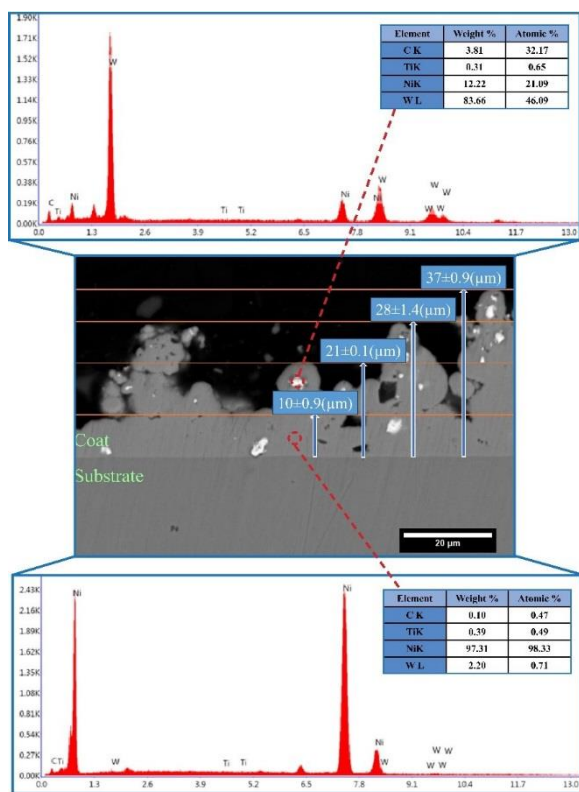 1.90K
1.71K
1.52K
1.33K
1.14K
0.95K
0.76K
0.57K
0.38K
0.19K
0.00K
W
C
Ti
Ni
Ti
Ti
Ni
Ni
W
W
W
W
W
0.0
1.3
2.6
3.9
5.2
6.5
7.8
9.1
10.4
11.7
13.0
Element Weight % Atomic %
C K 3.81 32.17
TiK 0.31 0.65
NiK 12.22 21.09
W L 83.66 46.09
37±0.9(µm)
28±1.4(µm)
21±0.1(µm)
10±0.9(µm)
Coat
Substrate
20 µm
2.43K
2.16K
1.89K
1.62K
1.35K
1.08K
0.81K
0.54K
0.27K
0.00K
Ni
C Ti
W
Ti
Ti
Ni
Ni
W
W
W
W
W
0.0
1.3
2.6
3.9
5.2
6.5
7.8
9.1
10.4
11.7
13.0
Element Weight % Atomic %
C K 0.10 0.47
TiK 0.39 0.49
NiK 97.31 98.33
W L 2.20 0.71